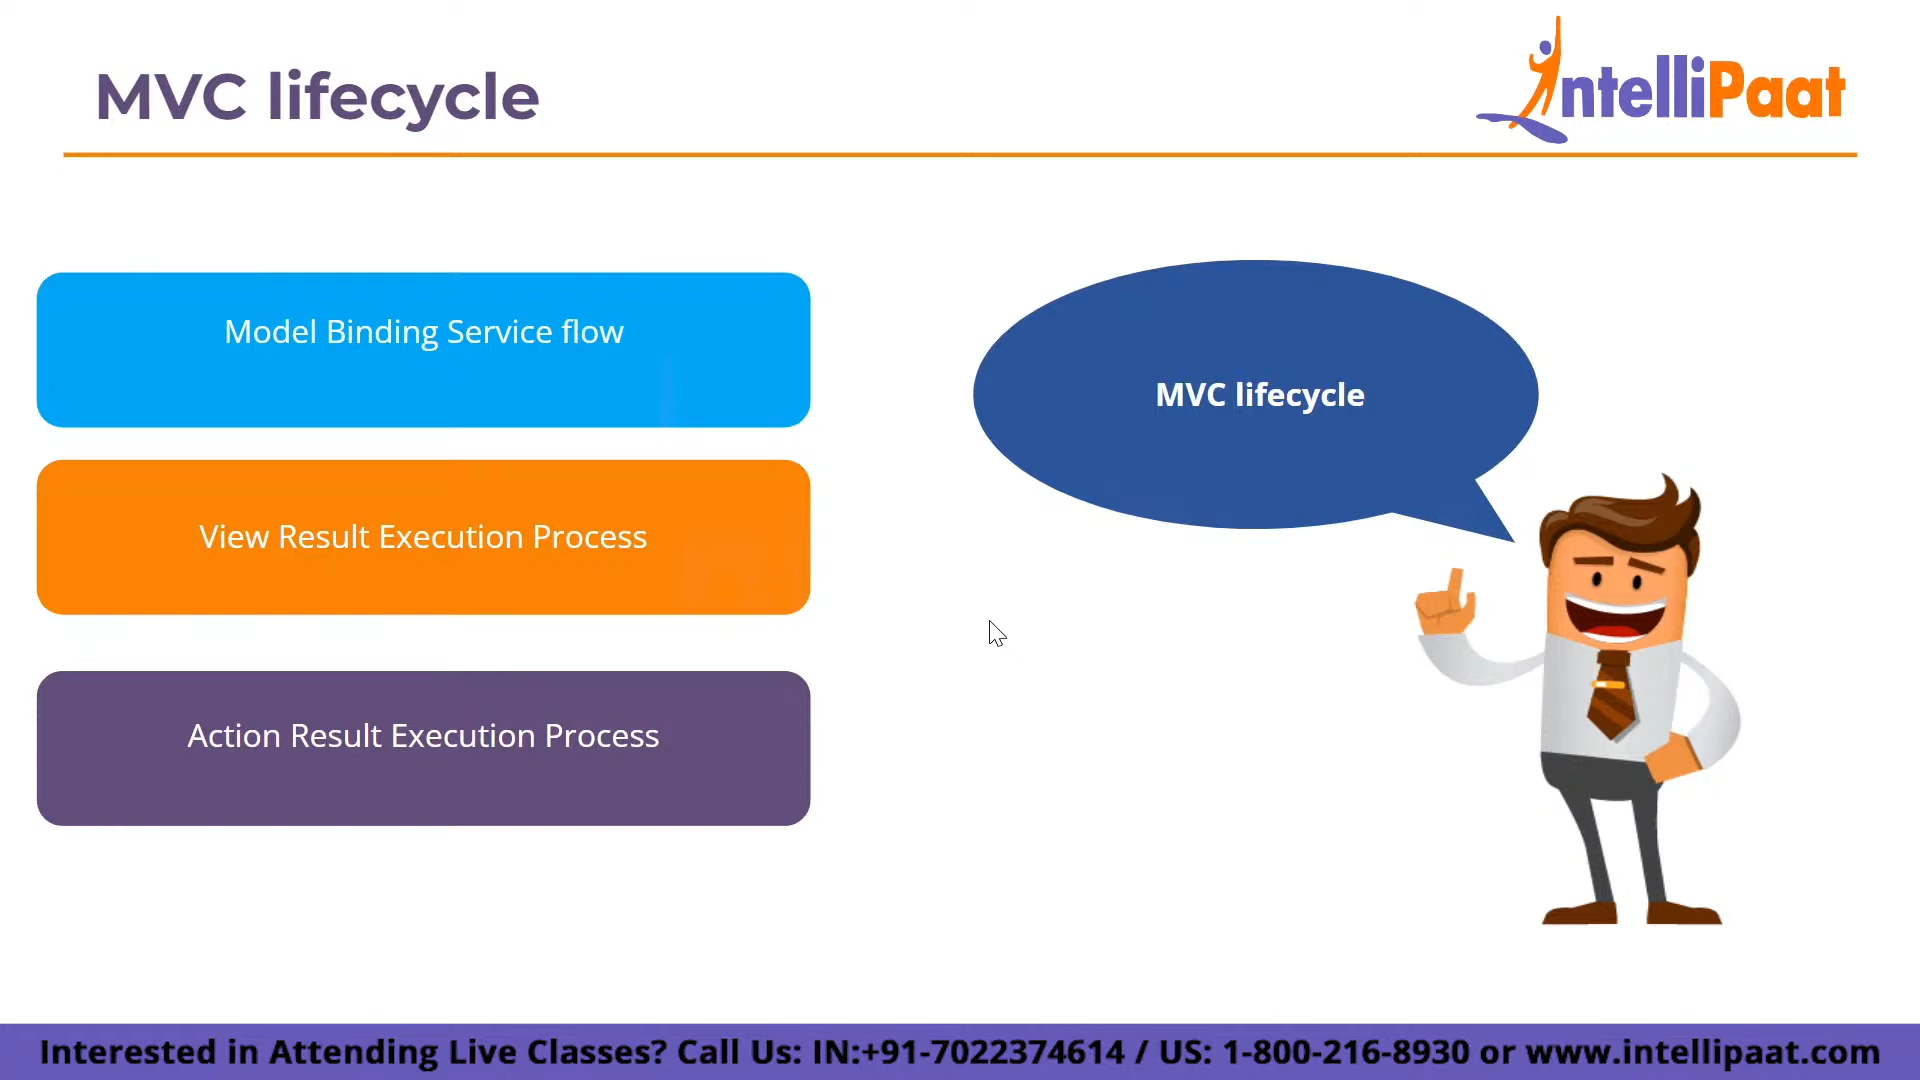 MVC lifecycle
IntelliPaat
Model Binding Service flow
MVC lifecycle
View Result Execution Process
Action Result Execution Process
Interested in Attending Live Classes? Call Us: IN:+91-7022374614 / US: 1-800-216-8930 or www.intellipaat.com